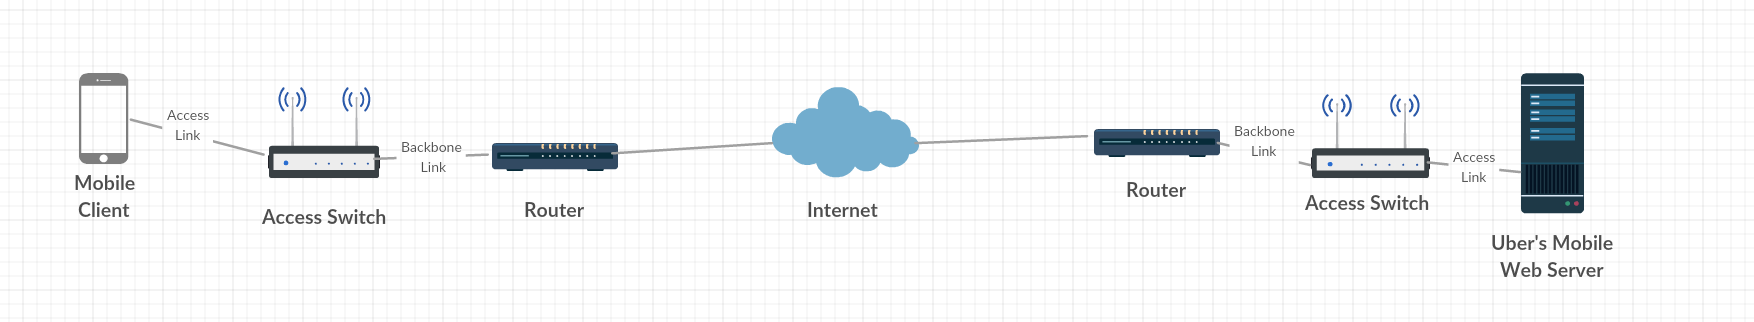 Mobile
Client
Access
Link
Access Switch
Backbone
Link
Router
Internet
Router
Backbone
Link
Access Switch
Access
Link
Uber's Mobile
Web Server